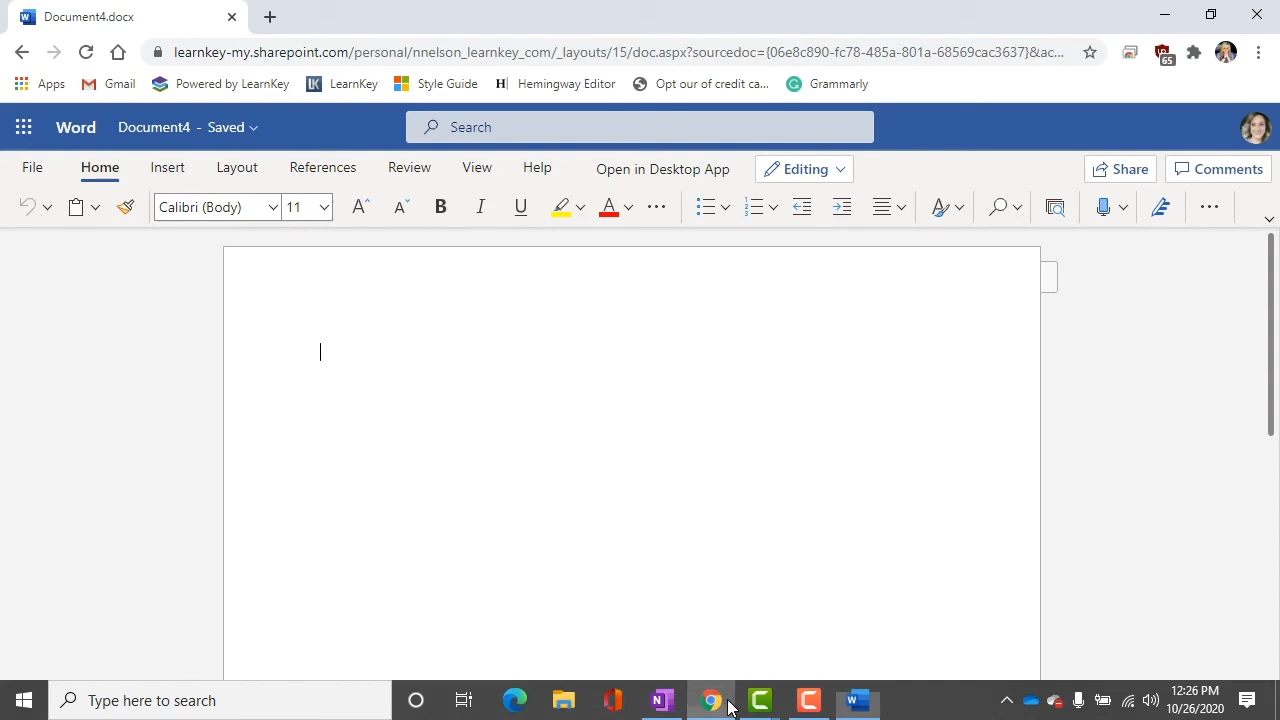 Document4.docx
learnkey-my.sharepoint.com/personal/nnelson_learnkey_com/_layouts/15/doc.aspx?sourcedoc={06e8c890-fc78-485a-801a-68569cac3637}&ac...
65
Apps Gmail Powered by LearnKey LK LearnKey Style Guide H Hemingway Editor Opt our of credit ca... Grammarly
Word Document4 - Saved Search
File Home Insert Layout References Review View Help Open in Desktop App Editing Share Comments
Calibri (Body) 11 A A B I U A
Type here to search
12:26 PM
10/26/2020